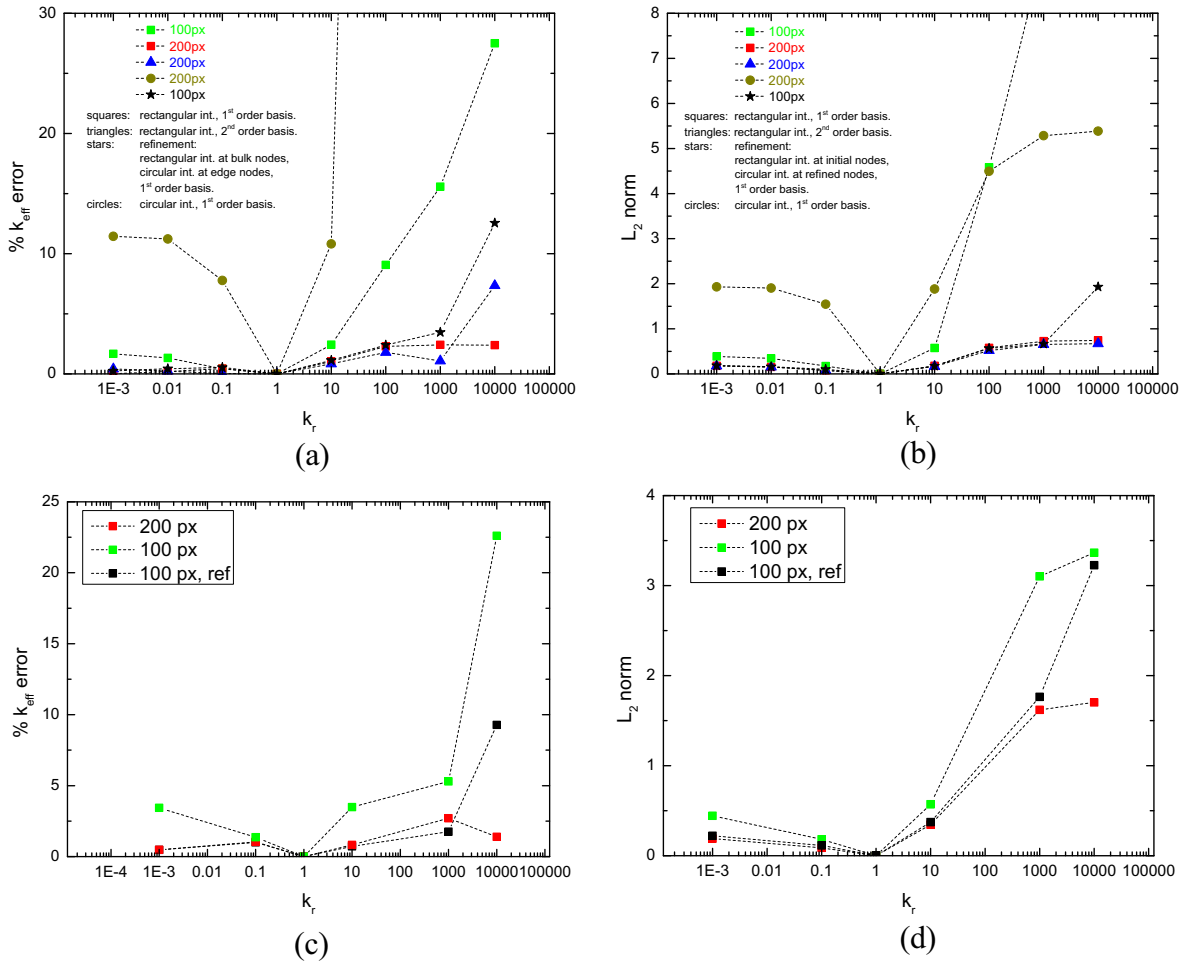 30
20
10
0
% k_eff error
100px
200px
200px
200px
100px
squares: rectangular int., 1st order basis.
triangles: rectangular int., 2nd order basis.
stars: refinement:
rectangular int. at bulk nodes,
circular int. at edge nodes,
1st order basis.
circles: circular int., 1st order basis.
1E-3 0.01 0.1 1 10 100 1000 10000 100000
k_r
(a)
8
7
6
5
4
3
2
1
0
L_2 norm
100px
200px
200px
200px
100px
squares: rectangular int., 1st order basis.
triangles: rectangular int., 2nd order basis.
stars: refinement:
rectangular int. at initial nodes,
circular int. at refined nodes,
1st order basis.
circles: circular int., 1st order basis.
1E-3 0.01 0.1 1 10 100 1000 10000 100000
k_r
(b)
25
20
15
10
5
0
% k_eff error
200 px
100 px
100 px, ref
1E-4 1E-3 0.01 0.1 1 10 100 1000 10000 100000
k_r
(c)
4
3
2
1
0
L_2 norm
200 px
100 px
100 px, ref
1E-3 0.01 0.1 1 10 100 1000 10000 100000
k_r
(d)